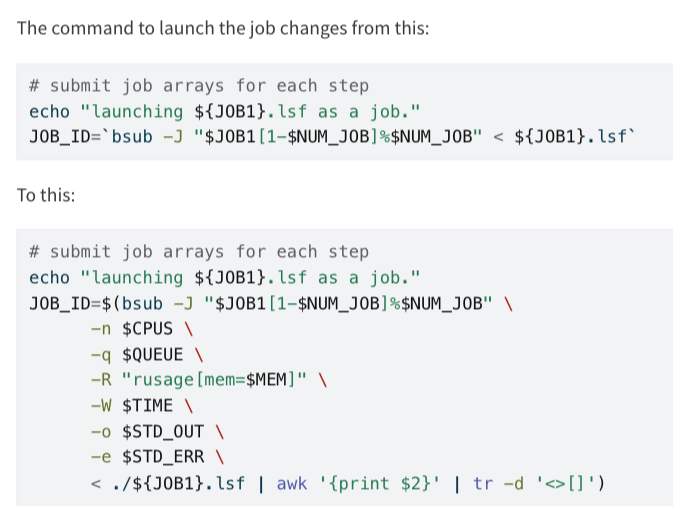 The command to launch the job changes from this:
# submit job arrays for each step
echo "launching ${JOB1}.lsf as a job."
JOB_ID=`bsub -J "$JOB1[1-$NUM_JOB]%$NUM_JOB" < ${JOB1}.lsf`
To this:
# submit job arrays for each step
echo "launching ${JOB1}.lsf as a job."
JOB_ID=$(bsub -J "$JOB1[1-$NUM_JOB]%$NUM_JOB" \
-n $CPUS \
-q $QUEUE \
-R "rusage[mem=$MEM]" \
-W $TIME \
-o $STD_OUT \
-e $STD_ERR \
< ./${JOB1}.lsf | awk '{print $2}' | tr -d '<>[]')